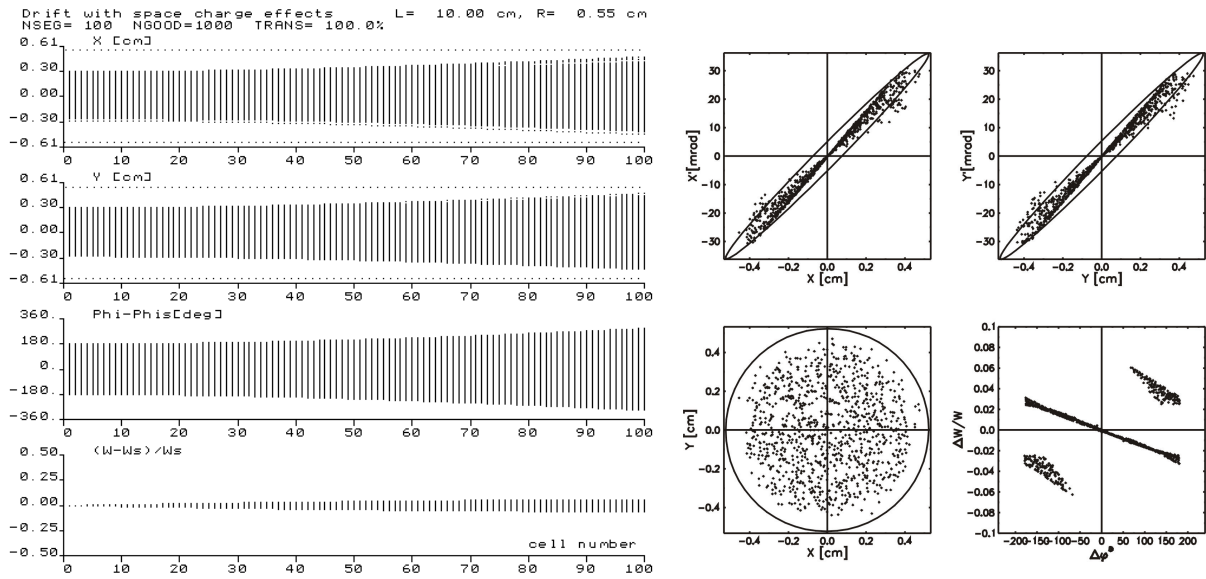 Drift with space charge effects L= 10.00 cm, R= 0.55 cm
NSEG= 100 NGOOD=1000 TRANS= 100.0%
X [cm]
0.61
0.30
0.00
-0.30
-0.61
0 10 20 30 40 50 60 70 80 90 100
Y [cm]
0.61
0.30
0.00
-0.30
-0.61
0 10 20 30 40 50 60 70 80 90 100
Phi-Phis[deg]
360.
180.
0.
-180.
-360.
0 10 20 30 40 50 60 70 80 90 100
(W-Ws)/Ws
0.50
0.25
0.00
-0.25
-0.50
cell number
0 10 20 30 40 50 60 70 80 90 100
X'[mrad]
30
20
10
0
-10
-20
-30
-0.4 -0.2 0.0 0.2 0.4
X [cm]
Y'[mrad]
30
20
10
0
-10
-20
-30
-0.4 -0.2 0.0 0.2 0.4
Y [cm]
Y [cm]
0.4
0.2
0.0
-0.2
-0.4
-0.4 -0.2 0.0 0.2 0.4
X [cm]
ΔW/W
0.1
0.08
0.06
0.04
0.02
0.0
-0.02
-0.04
-0.06
-0.08
-0.1
-200 -150 -100 -50 0 50 100 150 200
Δφ°